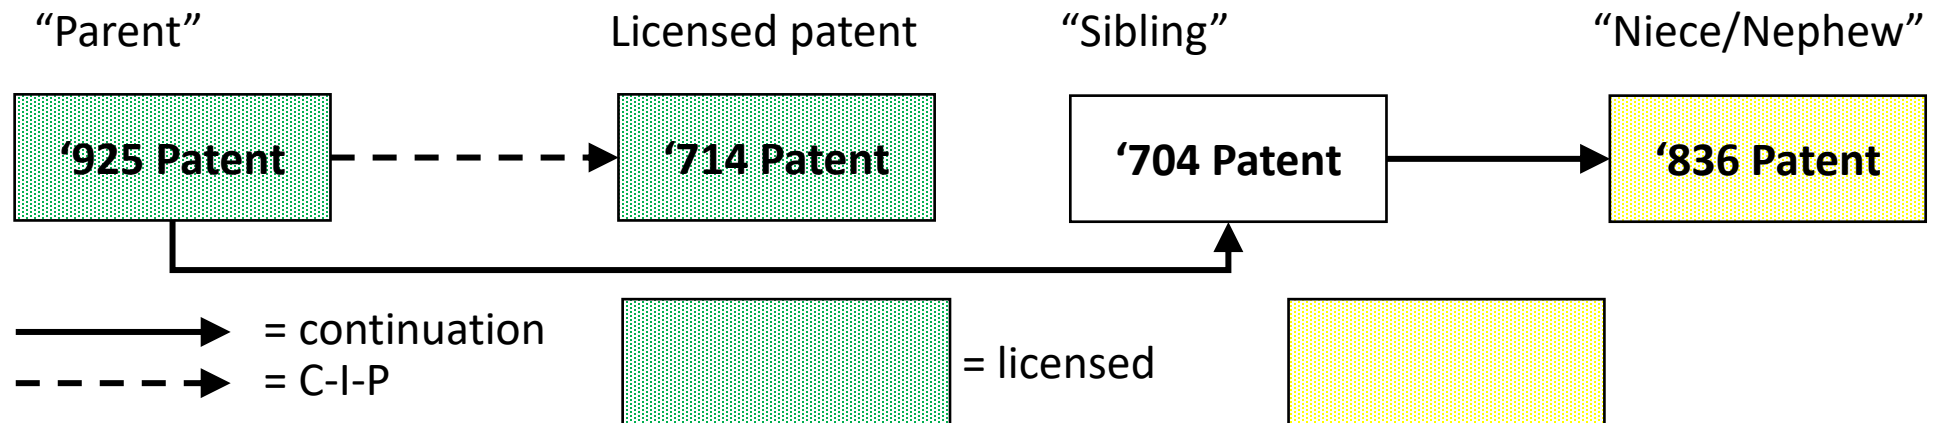 “Parent” Licensed patent “Sibling” “Niece/Nephew”
‘925 Patent ‘714 Patent ‘704 Patent ‘836 Patent
= continuation
= licensed
= C-I-P